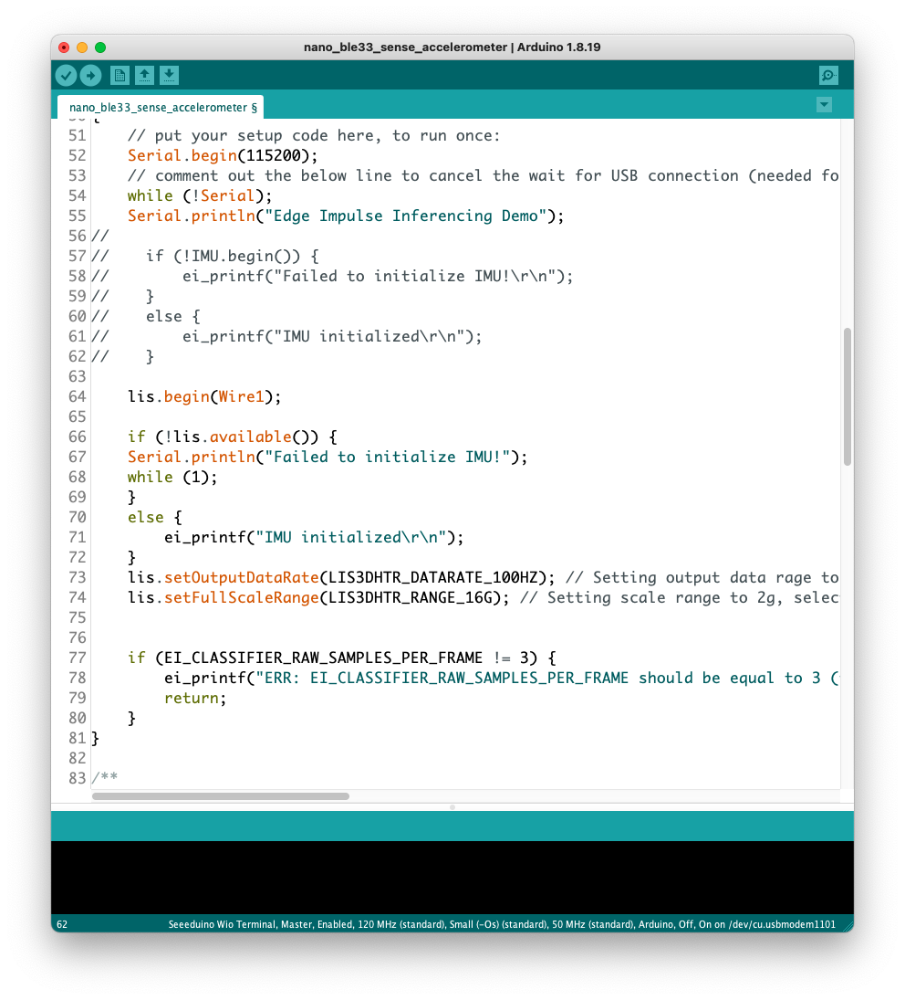 nano_ble33_sense_accelerometer | Arduino 1.8.19
nano_ble33_sense_accelerometer §
51     // put your setup code here, to run once:
52     Serial.begin(115200);
53     // comment out the below line to cancel the wait for USB connection (needed fo
54     while (!Serial);
55     Serial.println("Edge Impulse Inferencing Demo");
56 //
57 //    if (!IMU.begin()) {
58 //        ei_printf("Failed to initialize IMU!\r\n");
59 //    }
60 //    else {
61 //        ei_printf("IMU initialized\r\n");
62 //    }
63
64     lis.begin(Wire1);
65
66     if (!lis.available()) {
67     Serial.println("Failed to initialize IMU!");
68     while (1);
69     }
70     else {
71         ei_printf("IMU initialized\r\n");
72     }
73     lis.setOutputDataRate(LIS3DHTR_DATARATE_100HZ); // Setting output data rage to
74     lis.setFullScaleRange(LIS3DHTR_RANGE_16G); // Setting scale range to 2g, selec
75
76
77     if (EI_CLASSIFIER_RAW_SAMPLES_PER_FRAME != 3) {
78         ei_printf("ERR: EI_CLASSIFIER_RAW_SAMPLES_PER_FRAME should be equal to 3 (
79         return;
80     }
81 }
82
83 /**
62 Seeeduino Wio Terminal, Master, Enabled, 120 MHz (standard), Small (-Os) (standard), 50 MHz (standard), Arduino, Off, On on /dev/cu.usbmodem1101